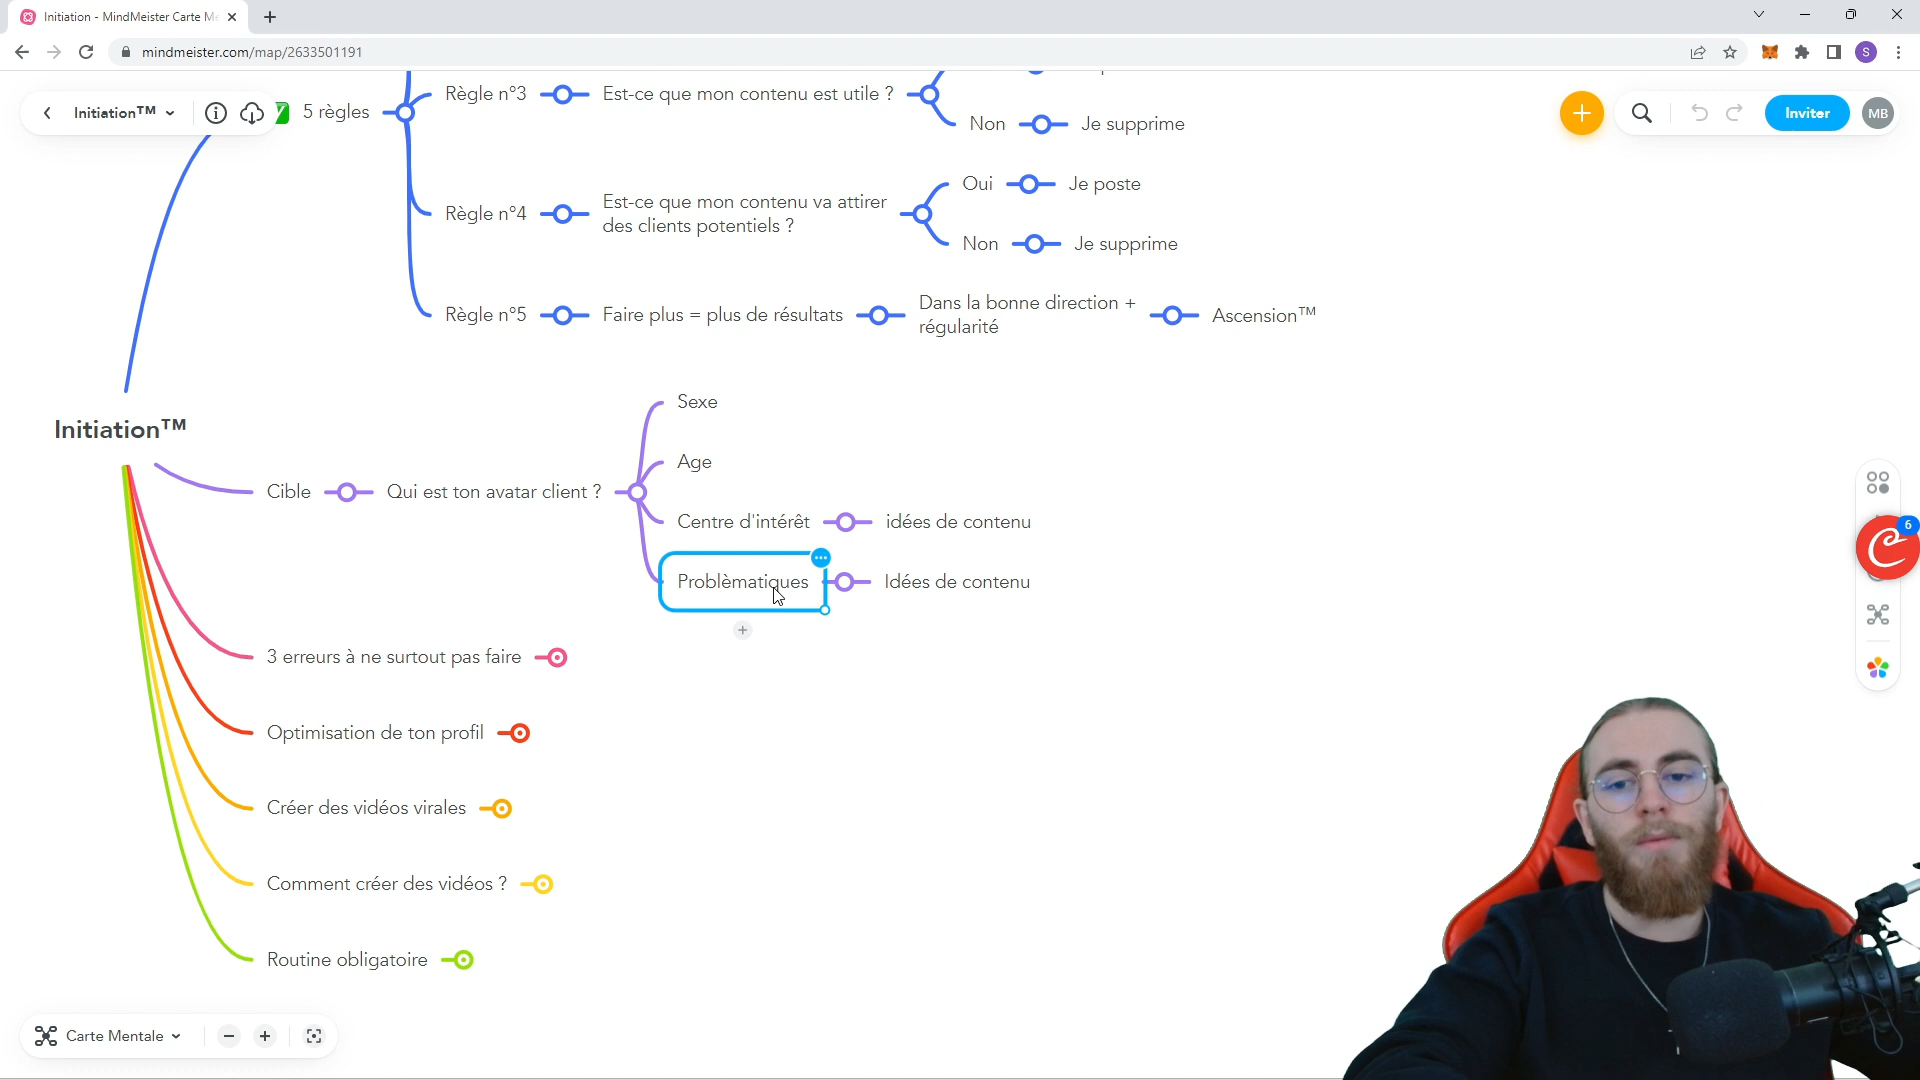 Initiation - MindMeister Carte Me
mindmeister.com/map/2633501191
S
Initiation™
5 règles
Inviter
MB
Règle n°3
Est-ce que mon contenu est utile ?
Non
Je supprime
Règle n°4
Est-ce que mon contenu va attirer
des clients potentiels ?
Oui
Je poste
Non
Je supprime
Règle n°5
Faire plus = plus de résultats
Dans la bonne direction +
régularité
Ascension™
Initiation™
Cible
Qui est ton avatar client ?
Sexe
Age
Centre d'intérêt
idées de contenu
Problèmatiques
Idées de contenu
6
3 erreurs à ne surtout pas faire
Optimisation de ton profil
Créer des vidéos virales
Comment créer des vidéos ?
Routine obligatoire
Carte Mentale